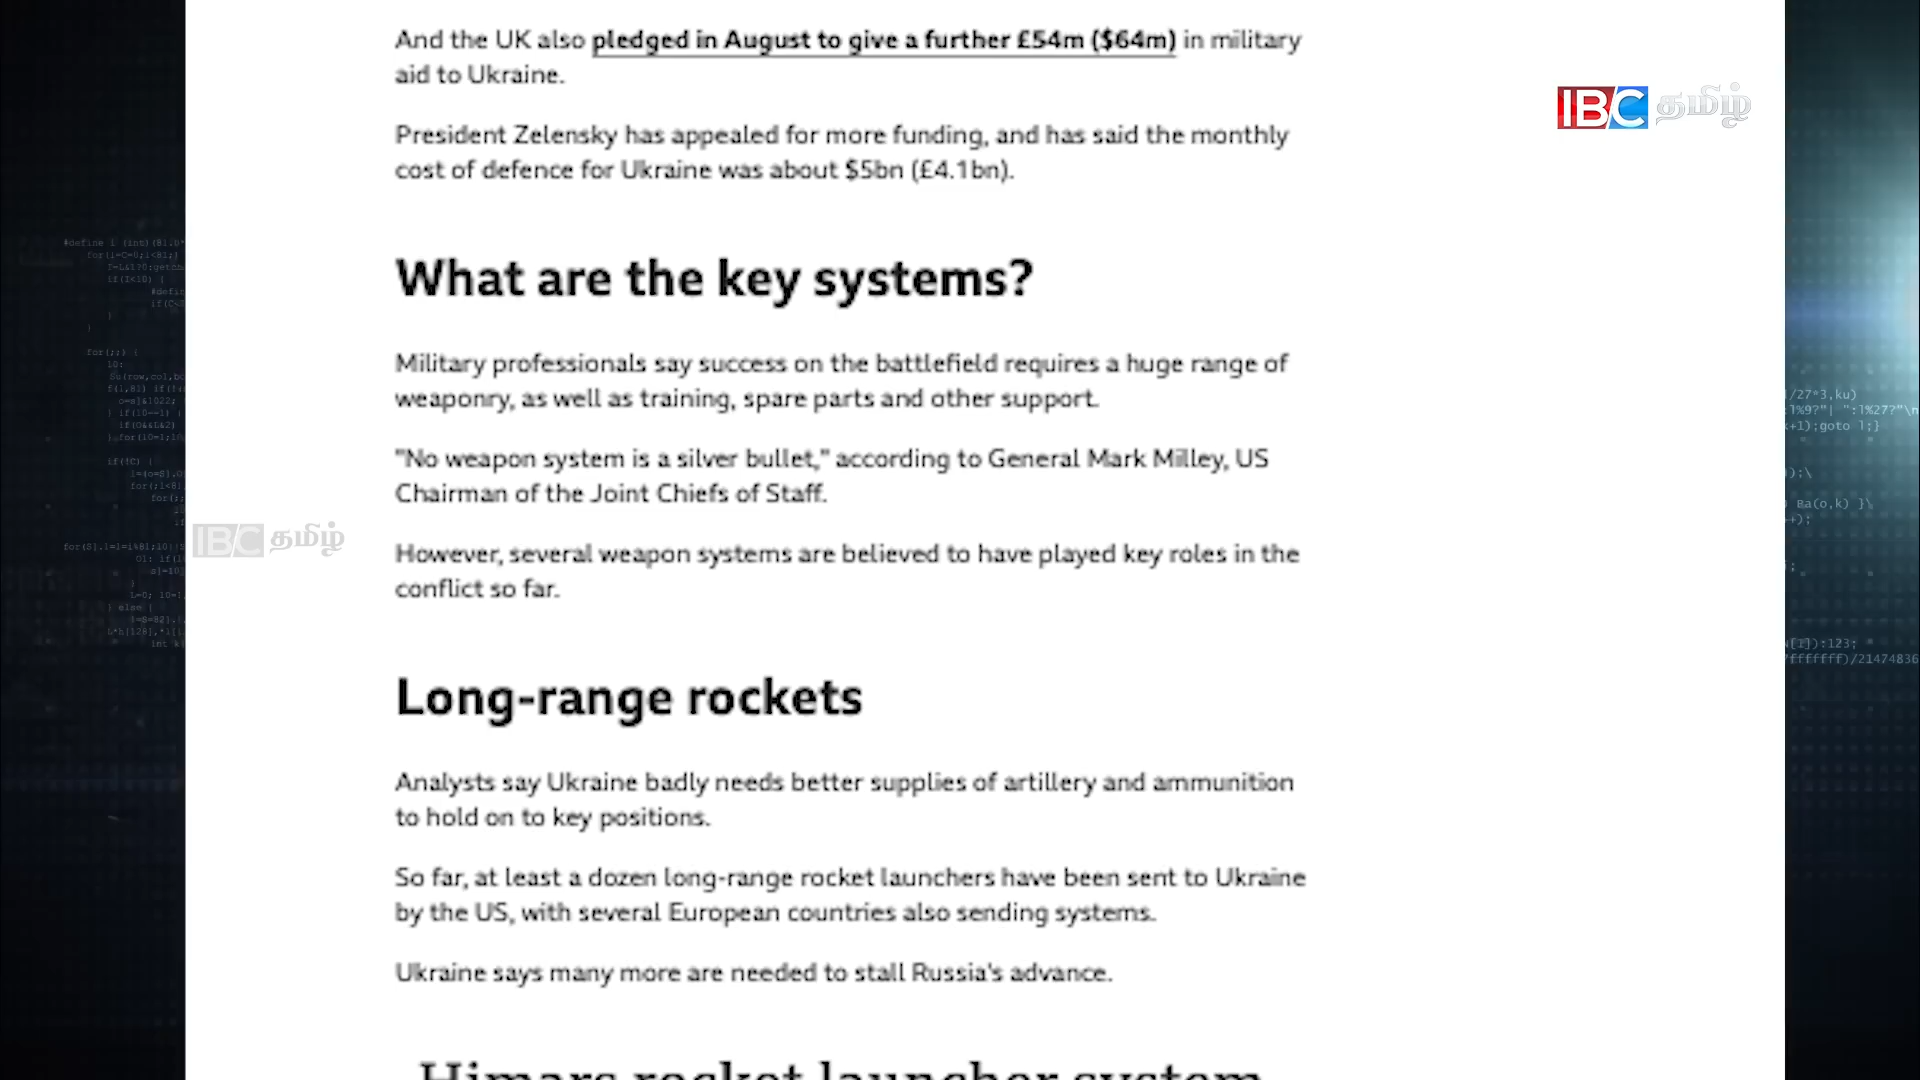 And the UK also pledged in August to give a further £54m ($64m) in military
aid to Ukraine.
IBC தமிழ்
President Zelensky has appealed for more funding, and has said the monthly
cost of defence for Ukraine was about $5bn (£4.1bn).
What are the key systems?
Military professionals say success on the battlefield requires a huge range of
weaponry, as well as training, spare parts and other support.
"No weapon system is a silver bullet," according to General Mark Milley, US
Chairman of the Joint Chiefs of Staff.
IBC தமிழ்
However, several weapon systems are believed to have played key roles in the
conflict so far.
Long-range rockets
Analysts say Ukraine badly needs better supplies of artillery and ammunition
to hold on to key positions.
So far, at least a dozen long-range rocket launchers have been sent to Ukraine
by the US, with several European countries also sending systems.
Ukraine says many more are needed to stall Russia's advance.
Himars rocket launcher system